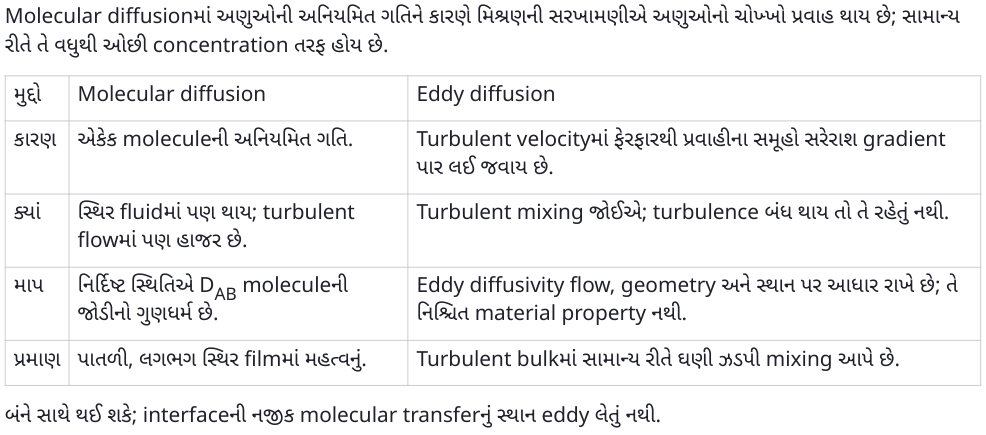 Molecular diffusionમાં અણુઓની અનિયમિત ગતિને કારણે મિશ્રણની સરખામણીએ અણુઓનો ચોખ્ખો પ્રવાહ થાય છે; સામાન્ય
રીતે તે વધુથી ઓછી concentration તરફ હોય છે.
મુદ્દો Molecular diffusion Eddy diffusion
કારણ એકેક moleculeની અનિયમિત ગતિ. Turbulent velocityમાં ફેરફારથી પ્રવાહીના સમૂહો સરેરાશ gradient
પાર લઈ જવાય છે.
ક્યાં સ્થિર fluidમાં પણ થાય; turbulent Turbulent mixing જોઈએ; turbulence બંધ થાય તો તે રહેતું નથી.
flowમાં પણ હાજર છે.
માપ નિર્દિષ્ટ સ્થિતિએ D_AB moleculeની Eddy diffusivity flow, geometry અને સ્થાન પર આધાર રાખે છે; તે
જોડીનો ગુણધર્મ છે. નિશ્ચિત material property નથી.
પ્રમાણ પાતળી, લગભગ સ્થિર filmમાં મહત્વનું. Turbulent bulkમાં સામાન્ય રીતે ઘણી ઝડપી mixing આપે છે.
બંને સાથે થઈ શકે; interfaceની નજીક molecular transferનું સ્થાન eddy લેતું નથી.